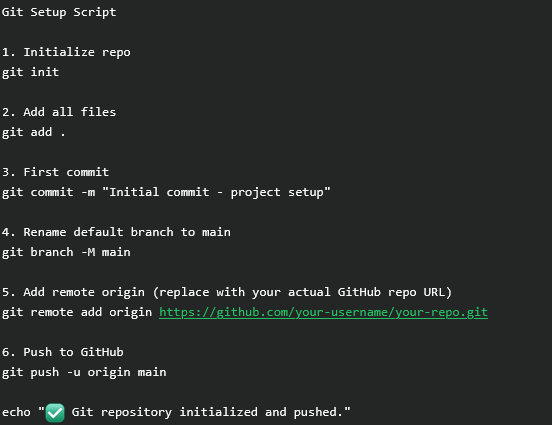 Git Setup Script
1. Initialize repo
git init
2. Add all files
git add .
3. First commit
git commit -m "Initial commit - project setup"
4. Rename default branch to main
git branch -M main
5. Add remote origin (replace with your actual GitHub repo URL)
git remote add origin https://github.com/your-username/your-repo.git
6. Push to GitHub
git push -u origin main
echo "✅ Git repository initialized and pushed."